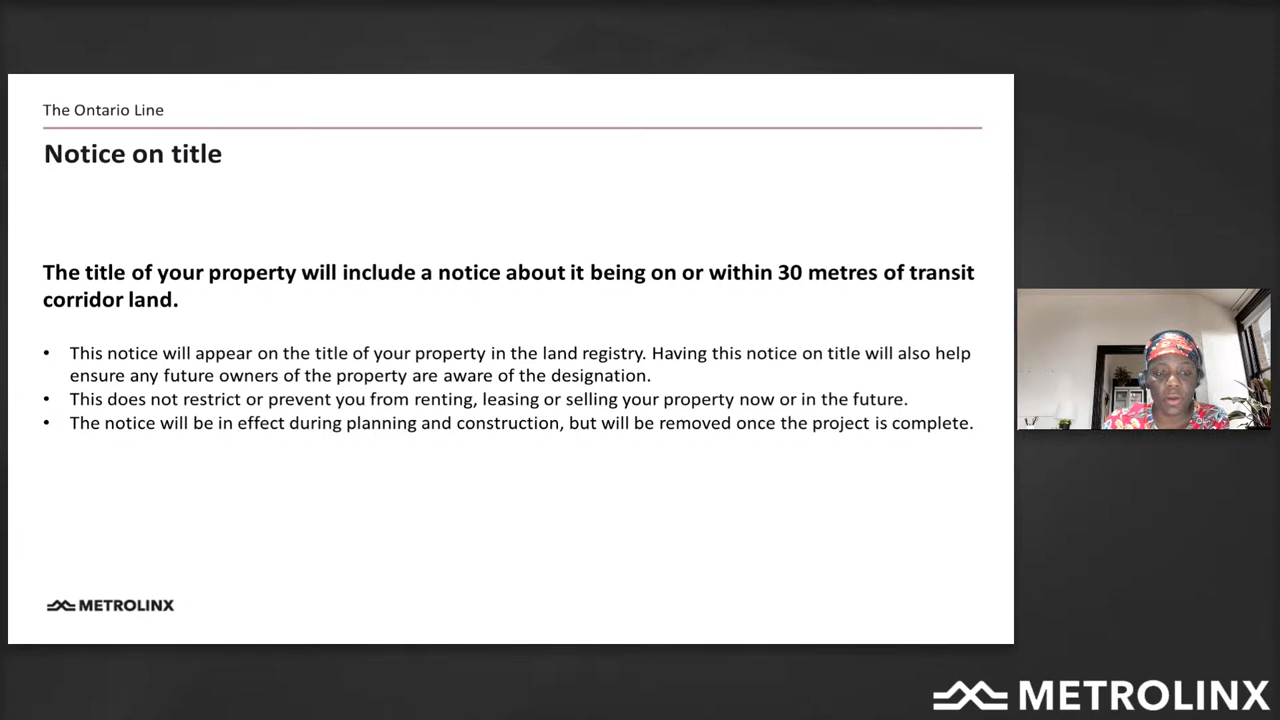 The Ontario Line
Notice on title
The title of your property will include a notice about it being on or within 30 metres of transit
corridor land.
• This notice will appear on the title of your property in the land registry. Having this notice on title will also help
ensure any future owners of the property are aware of the designation.
• This does not restrict or prevent you from renting, leasing or selling your property now or in the future.
• The notice will be in effect during planning and construction, but will be removed once the project is complete.
METROLINX
METROLINX